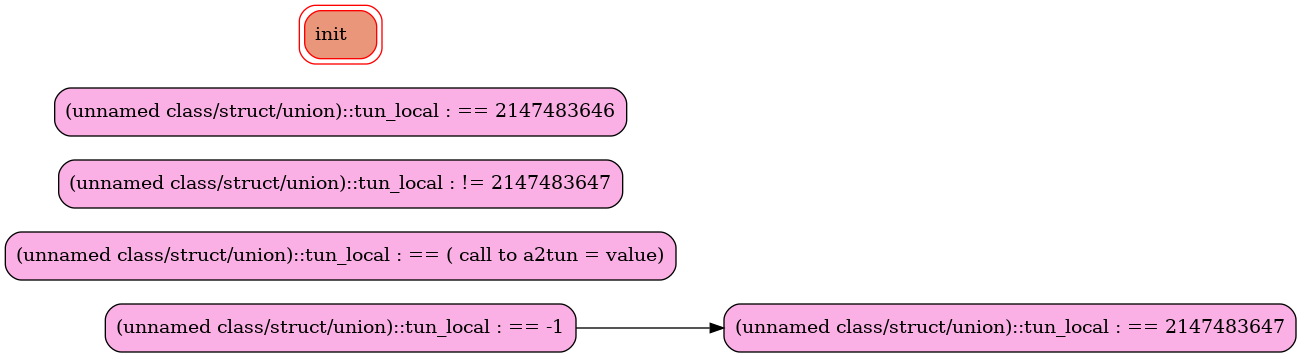 init
(unnamed class/struct/union)::tun_local : == 2147483646
(unnamed class/struct/union)::tun_local : != 2147483647
(unnamed class/struct/union)::tun_local : == ( call to a2tun = value)
(unnamed class/struct/union)::tun_local : == -1
(unnamed class/struct/union)::tun_local : == 2147483647